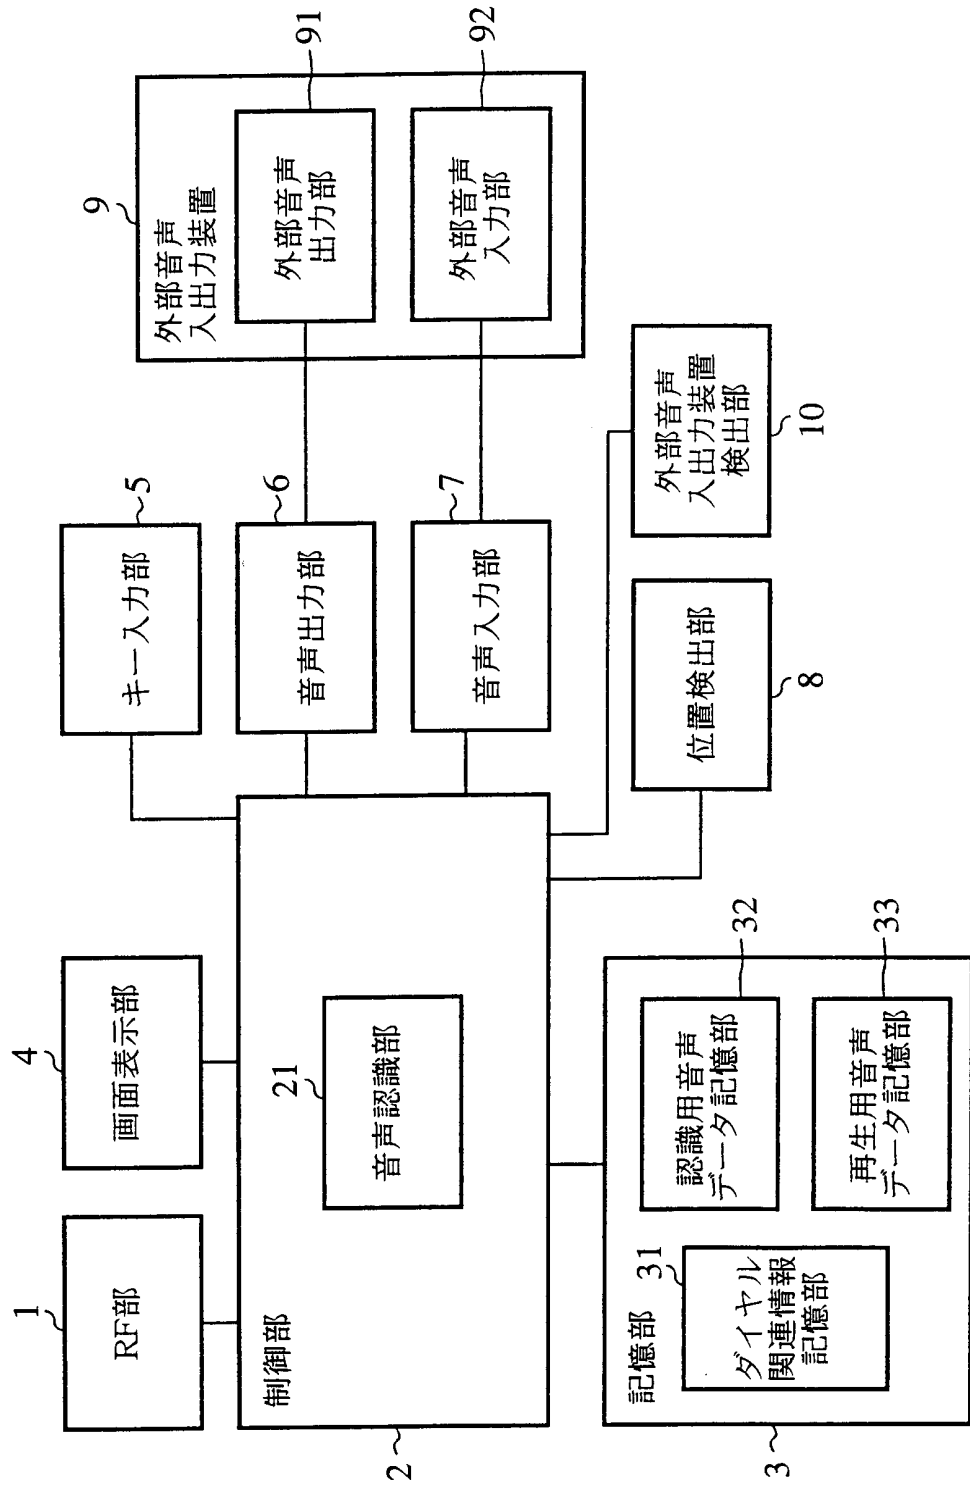 1
RF部
4
画面表示部
5
キー入力部
9
外部音声
入出力装置
91
外部音声
出力部
92
外部音声
入力部
6
音声出力部
7
音声入力部
2
制御部
21
音声認識部
3
記憶部
31
ダイヤル
関連情報
記憶部
32
認識用音声
データ記憶部
33
再生用音声
データ記憶部
8
位置検出部
10
外部音声
入出力装置
検出部